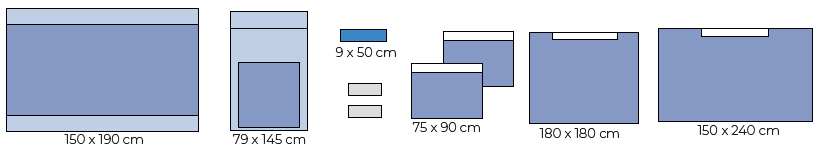 150 x 190 cm
79 x 145 cm
9 x 50 cm
75 x 90 cm
180 x 180 cm
150 x 240 cm